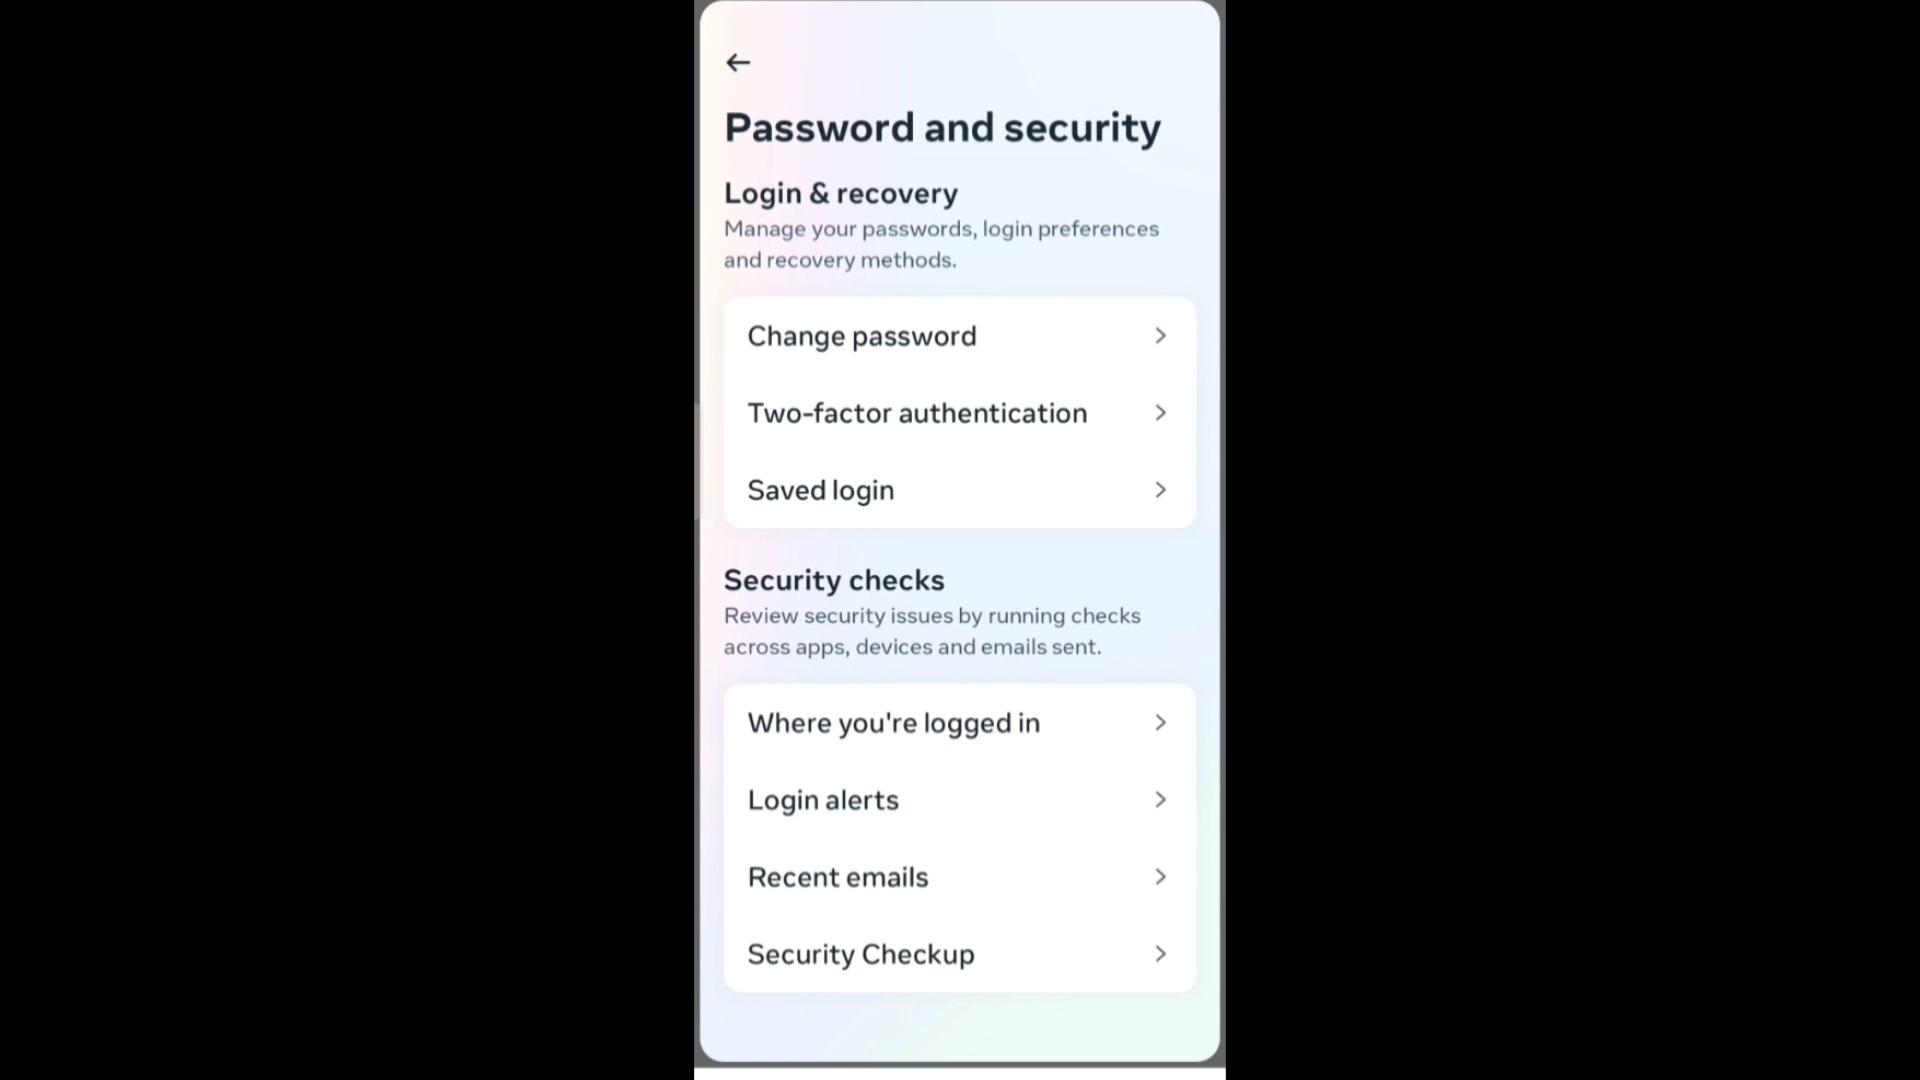 Password and security
Login & recovery
Manage your passwords, login preferences
and recovery methods.
Change password
Two-factor authentication
Saved login
Security checks
Review security issues by running checks
across apps, devices and emails sent.
Where you're logged in
Login alerts
Recent emails
Security Checkup